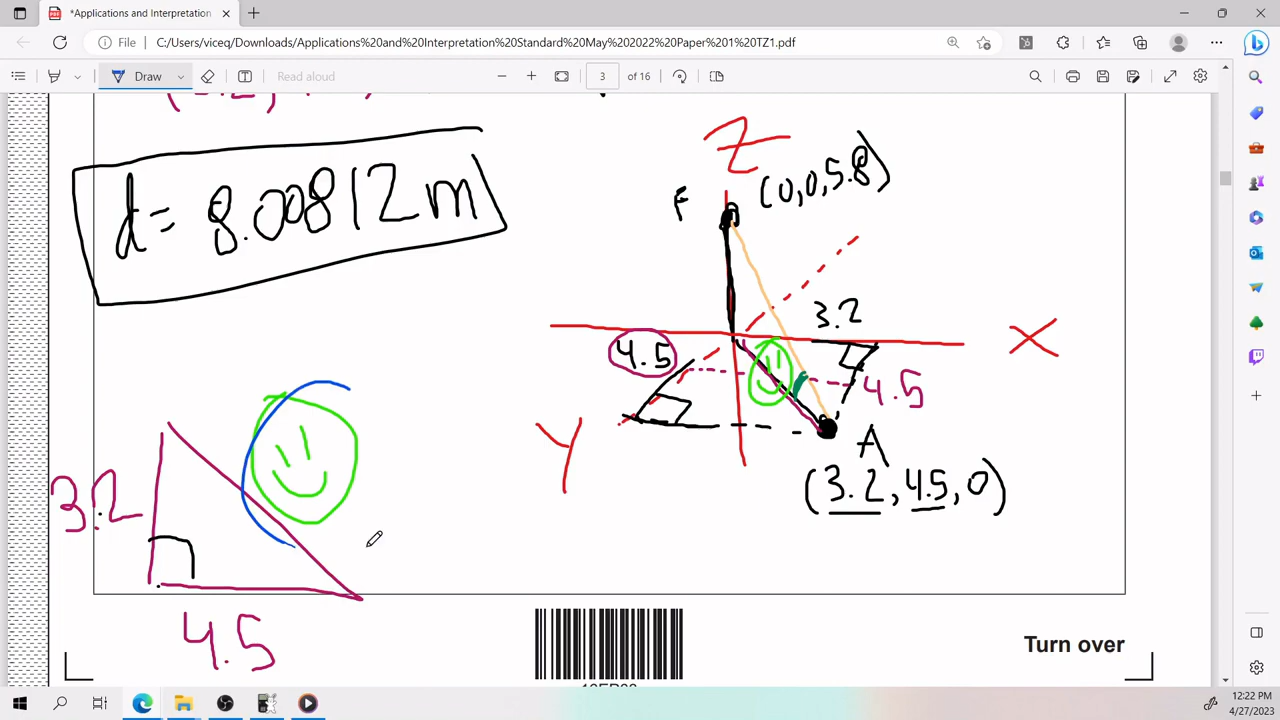 *Applications and Interpretation
File
C:/Users/viceq/Downloads/Applications%20and%20Interpretation%20Standard%20May%202022%20Paper%201%20TZ1.pdf
Draw
Read aloud
3
of 16
d = 8.00812 m
Z
F
(0,0,5.8)
3.2
X
4.5
4.5
Y
A
(3.2, 4.5, 0)
3.2
4.5
Turn over
12:22 PM
4/27/2023